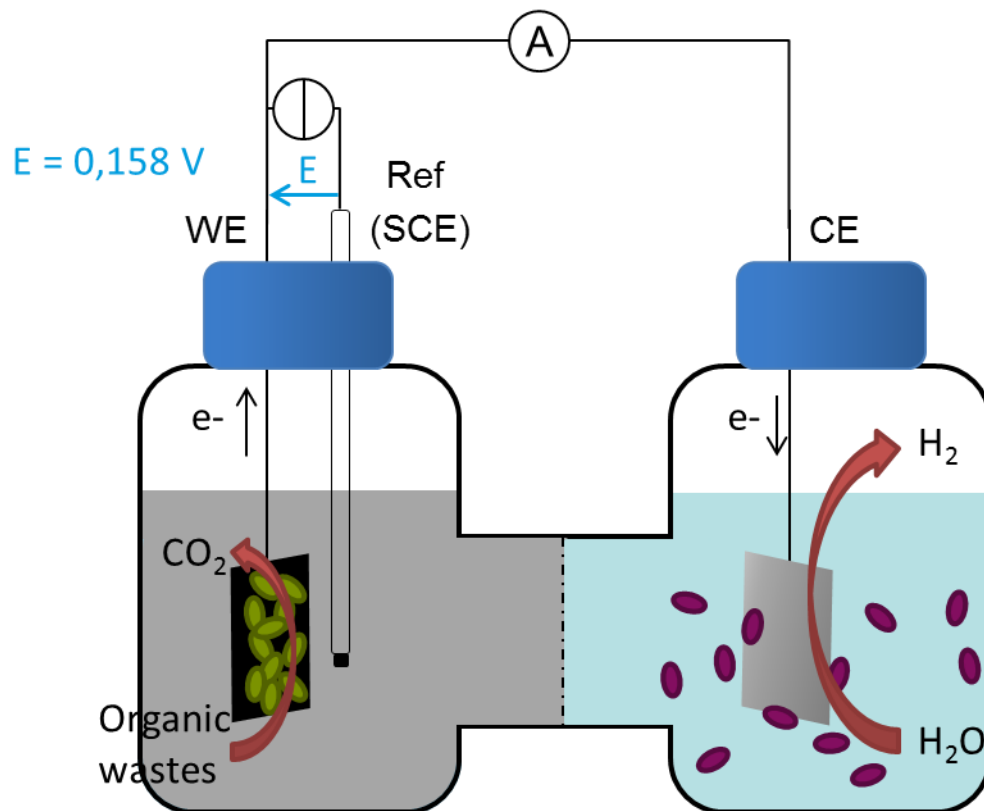 A
E = 0,158 V
E
Ref
(SCE)
WE
CE
e-
e-
H₂
CO₂
Organic
wastes
H₂O